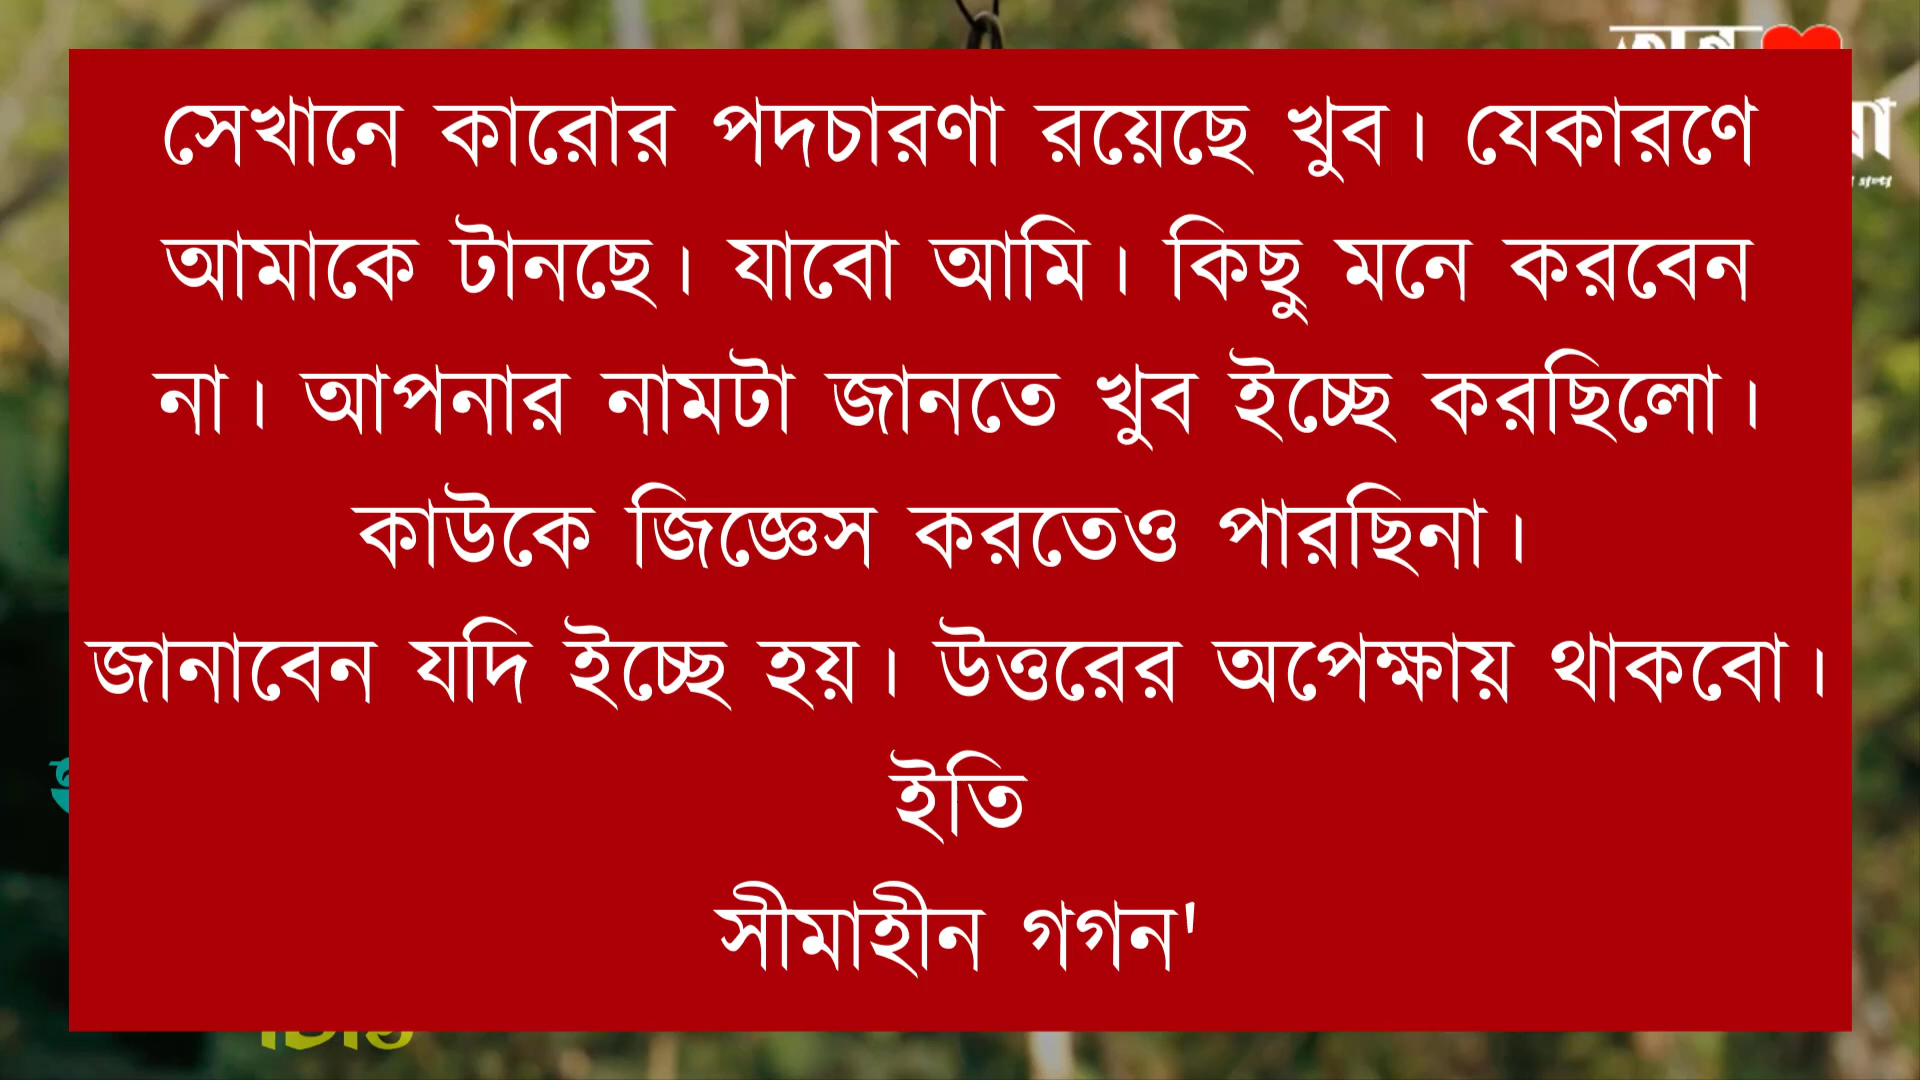 সেখানে কারোর পদচারণা রয়েছে খুব। যেকারণে
আমাকে টানছে। যাবো আমি। কিছু মনে করবেন
না। আপনার নামটা জানতে খুব ইচ্ছে করছিলো।
কাউকে জিজ্ঞেস করতেও পারছিনা।
জানাবেন যদি ইচ্ছে হয়। উত্তরের অপেক্ষায় থাকবো।
ইতি
সীমাহীন গগন'